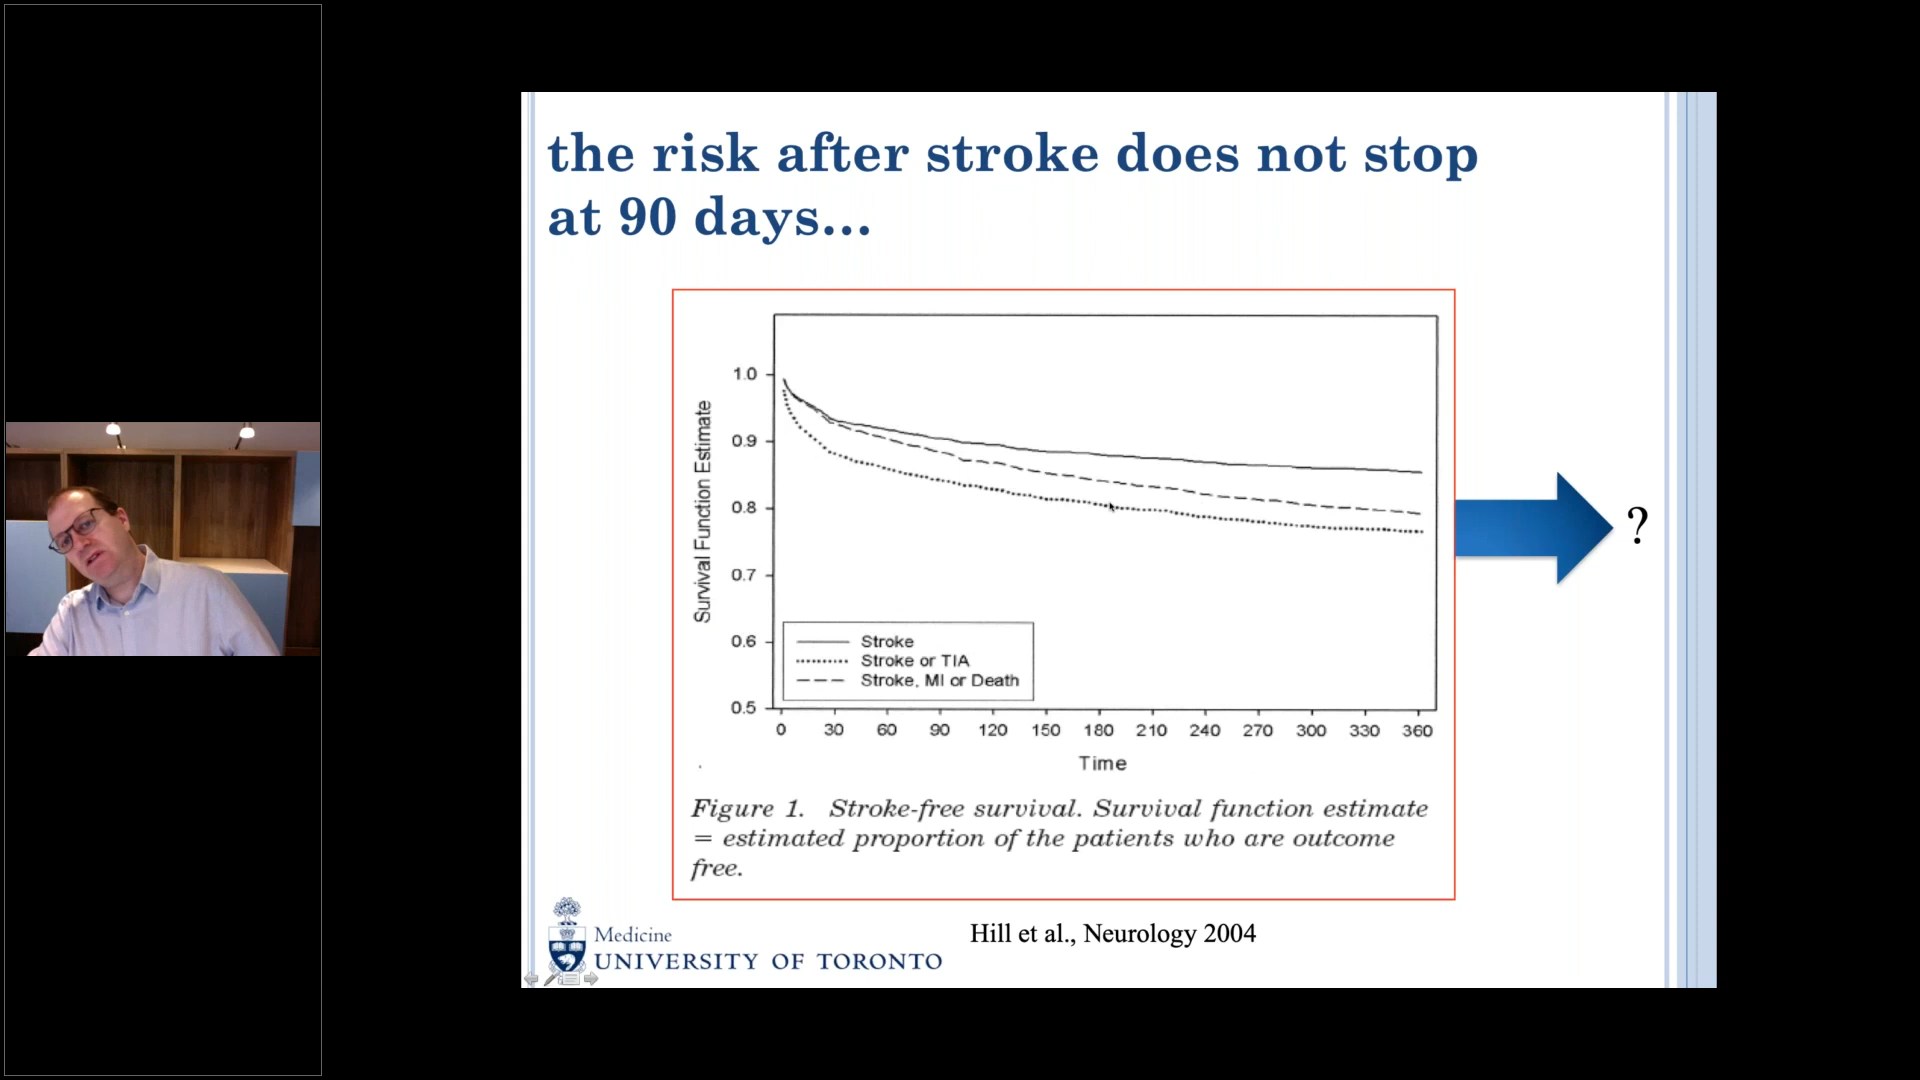 the risk after stroke does not stop
at 90 days...
Survival Function Estimate
1.0
0.9
0.8
0.7
0.6
0.5
Stroke
Stroke or TIA
Stroke, MI or Death
0 30 60 90 120 150 180 210 240 270 300 330 360
Time
?
Figure 1. Stroke-free survival. Survival function estimate
= estimated proportion of the patients who are outcome
free.
Hill et al., Neurology 2004
Medicine
UNIVERSITY OF TORONTO